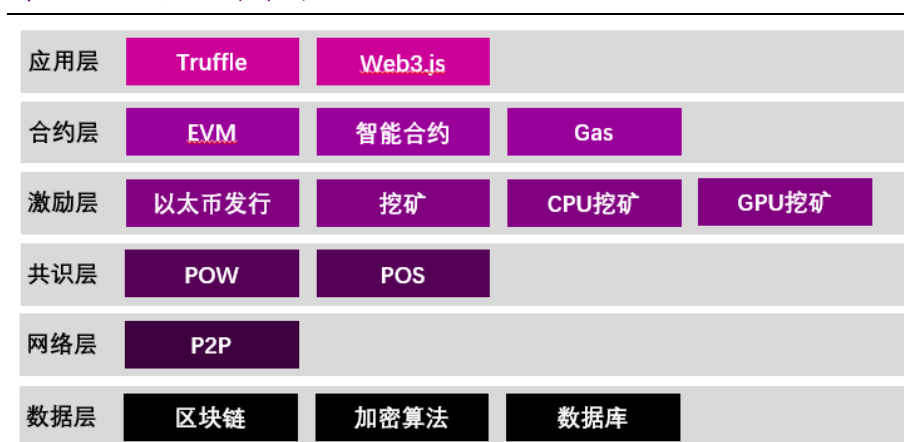 应用层 Truffle Web3.js
合约层 EVM 智能合约 Gas
激励层 以太币发行 挖矿 CPU挖矿 GPU挖矿
共识层 POW POS
网络层 P2P
数据层 区块链 加密算法 数据库